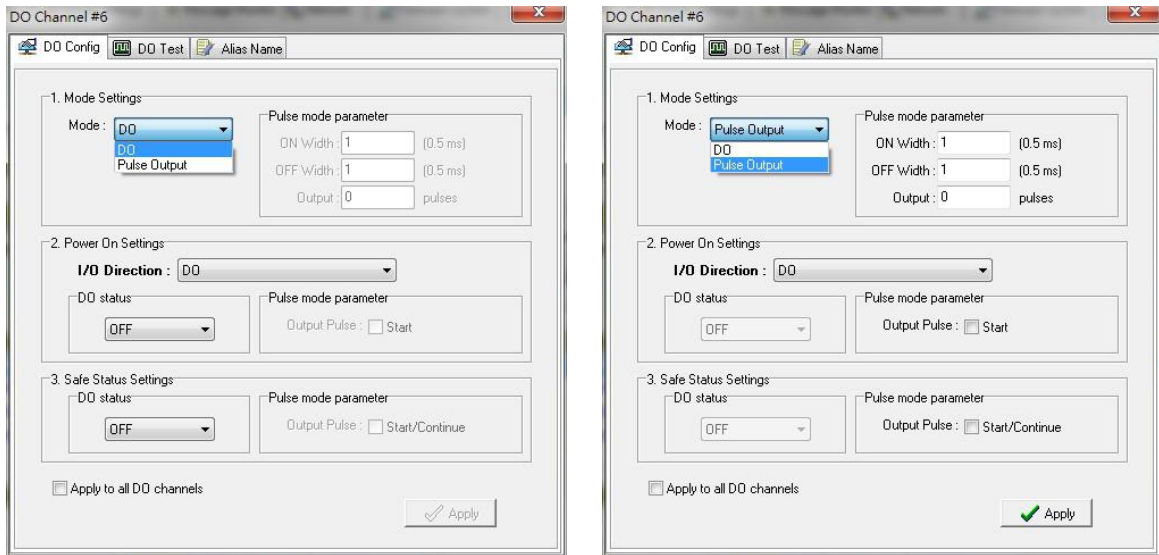 DO Channel #6
DO Config DO Test Alias Name
1. Mode Settings
Mode : DO
DO
Pulse Output
Pulse mode parameter
ON Width : 1 (0.5 ms)
OFF Width : 1 (0.5 ms)
Output : 0 pulses
2. Power On Settings
I/O Direction : DO
DO status
OFF
Pulse mode parameter
Output Pulse : Start
3. Safe Status Settings
DO status
OFF
Pulse mode parameter
Output Pulse : Start/Continue
Apply to all DO channels
Apply
DO Channel #6
DO Config DO Test Alias Name
1. Mode Settings
Mode : Pulse Output
DO
Pulse Output
Pulse mode parameter
ON Width : 1 (0.5 ms)
OFF Width : 1 (0.5 ms)
Output : 0 pulses
2. Power On Settings
I/O Direction : DO
DO status
OFF
Pulse mode parameter
Output Pulse : Start
3. Safe Status Settings
DO status
OFF
Pulse mode parameter
Output Pulse : Start/Continue
Apply to all DO channels
Apply